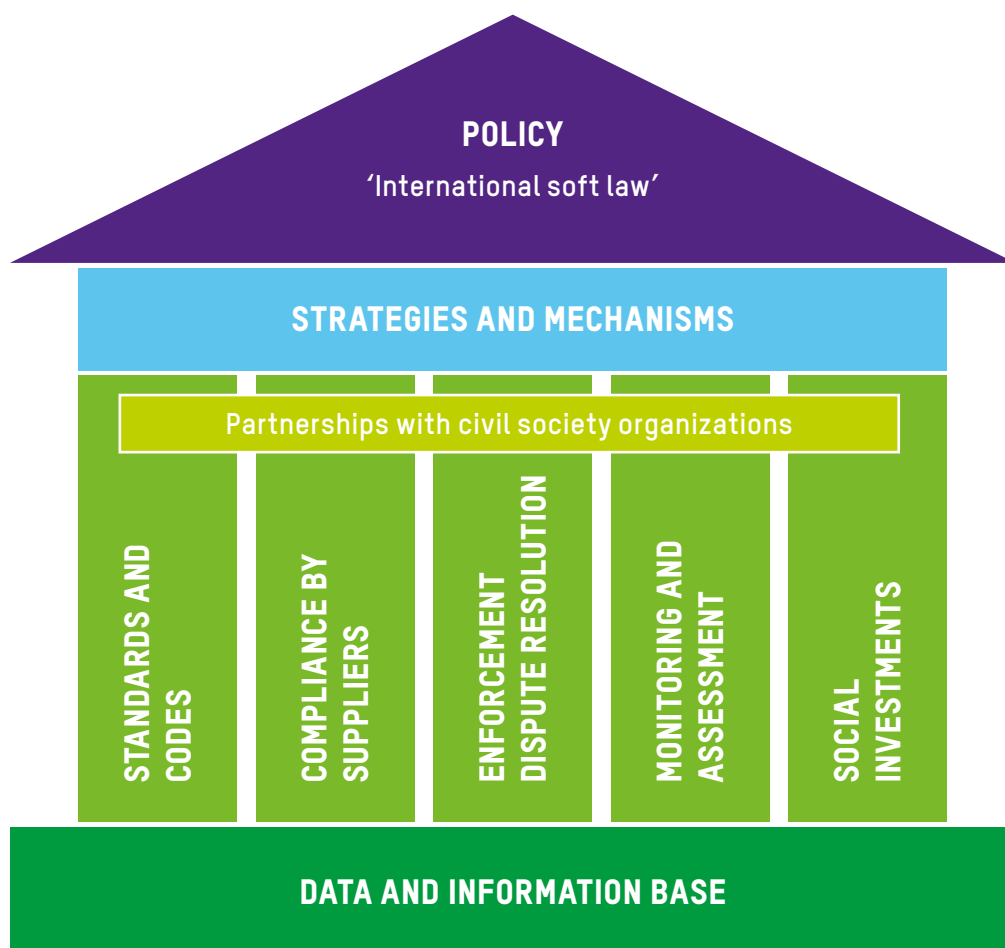 POLICY
‘International soft law’
STRATEGIES AND MECHANISMS
Partnerships with civil society organizations
STANDARDS AND
CODES
COMPLIANCE BY
SUPPLIERS
ENFORCEMENT
DISPUTE RESOLUTION
MONITORING AND
ASSESSMENT
SOCIAL
INVESTMENTS
DATA AND INFORMATION BASE